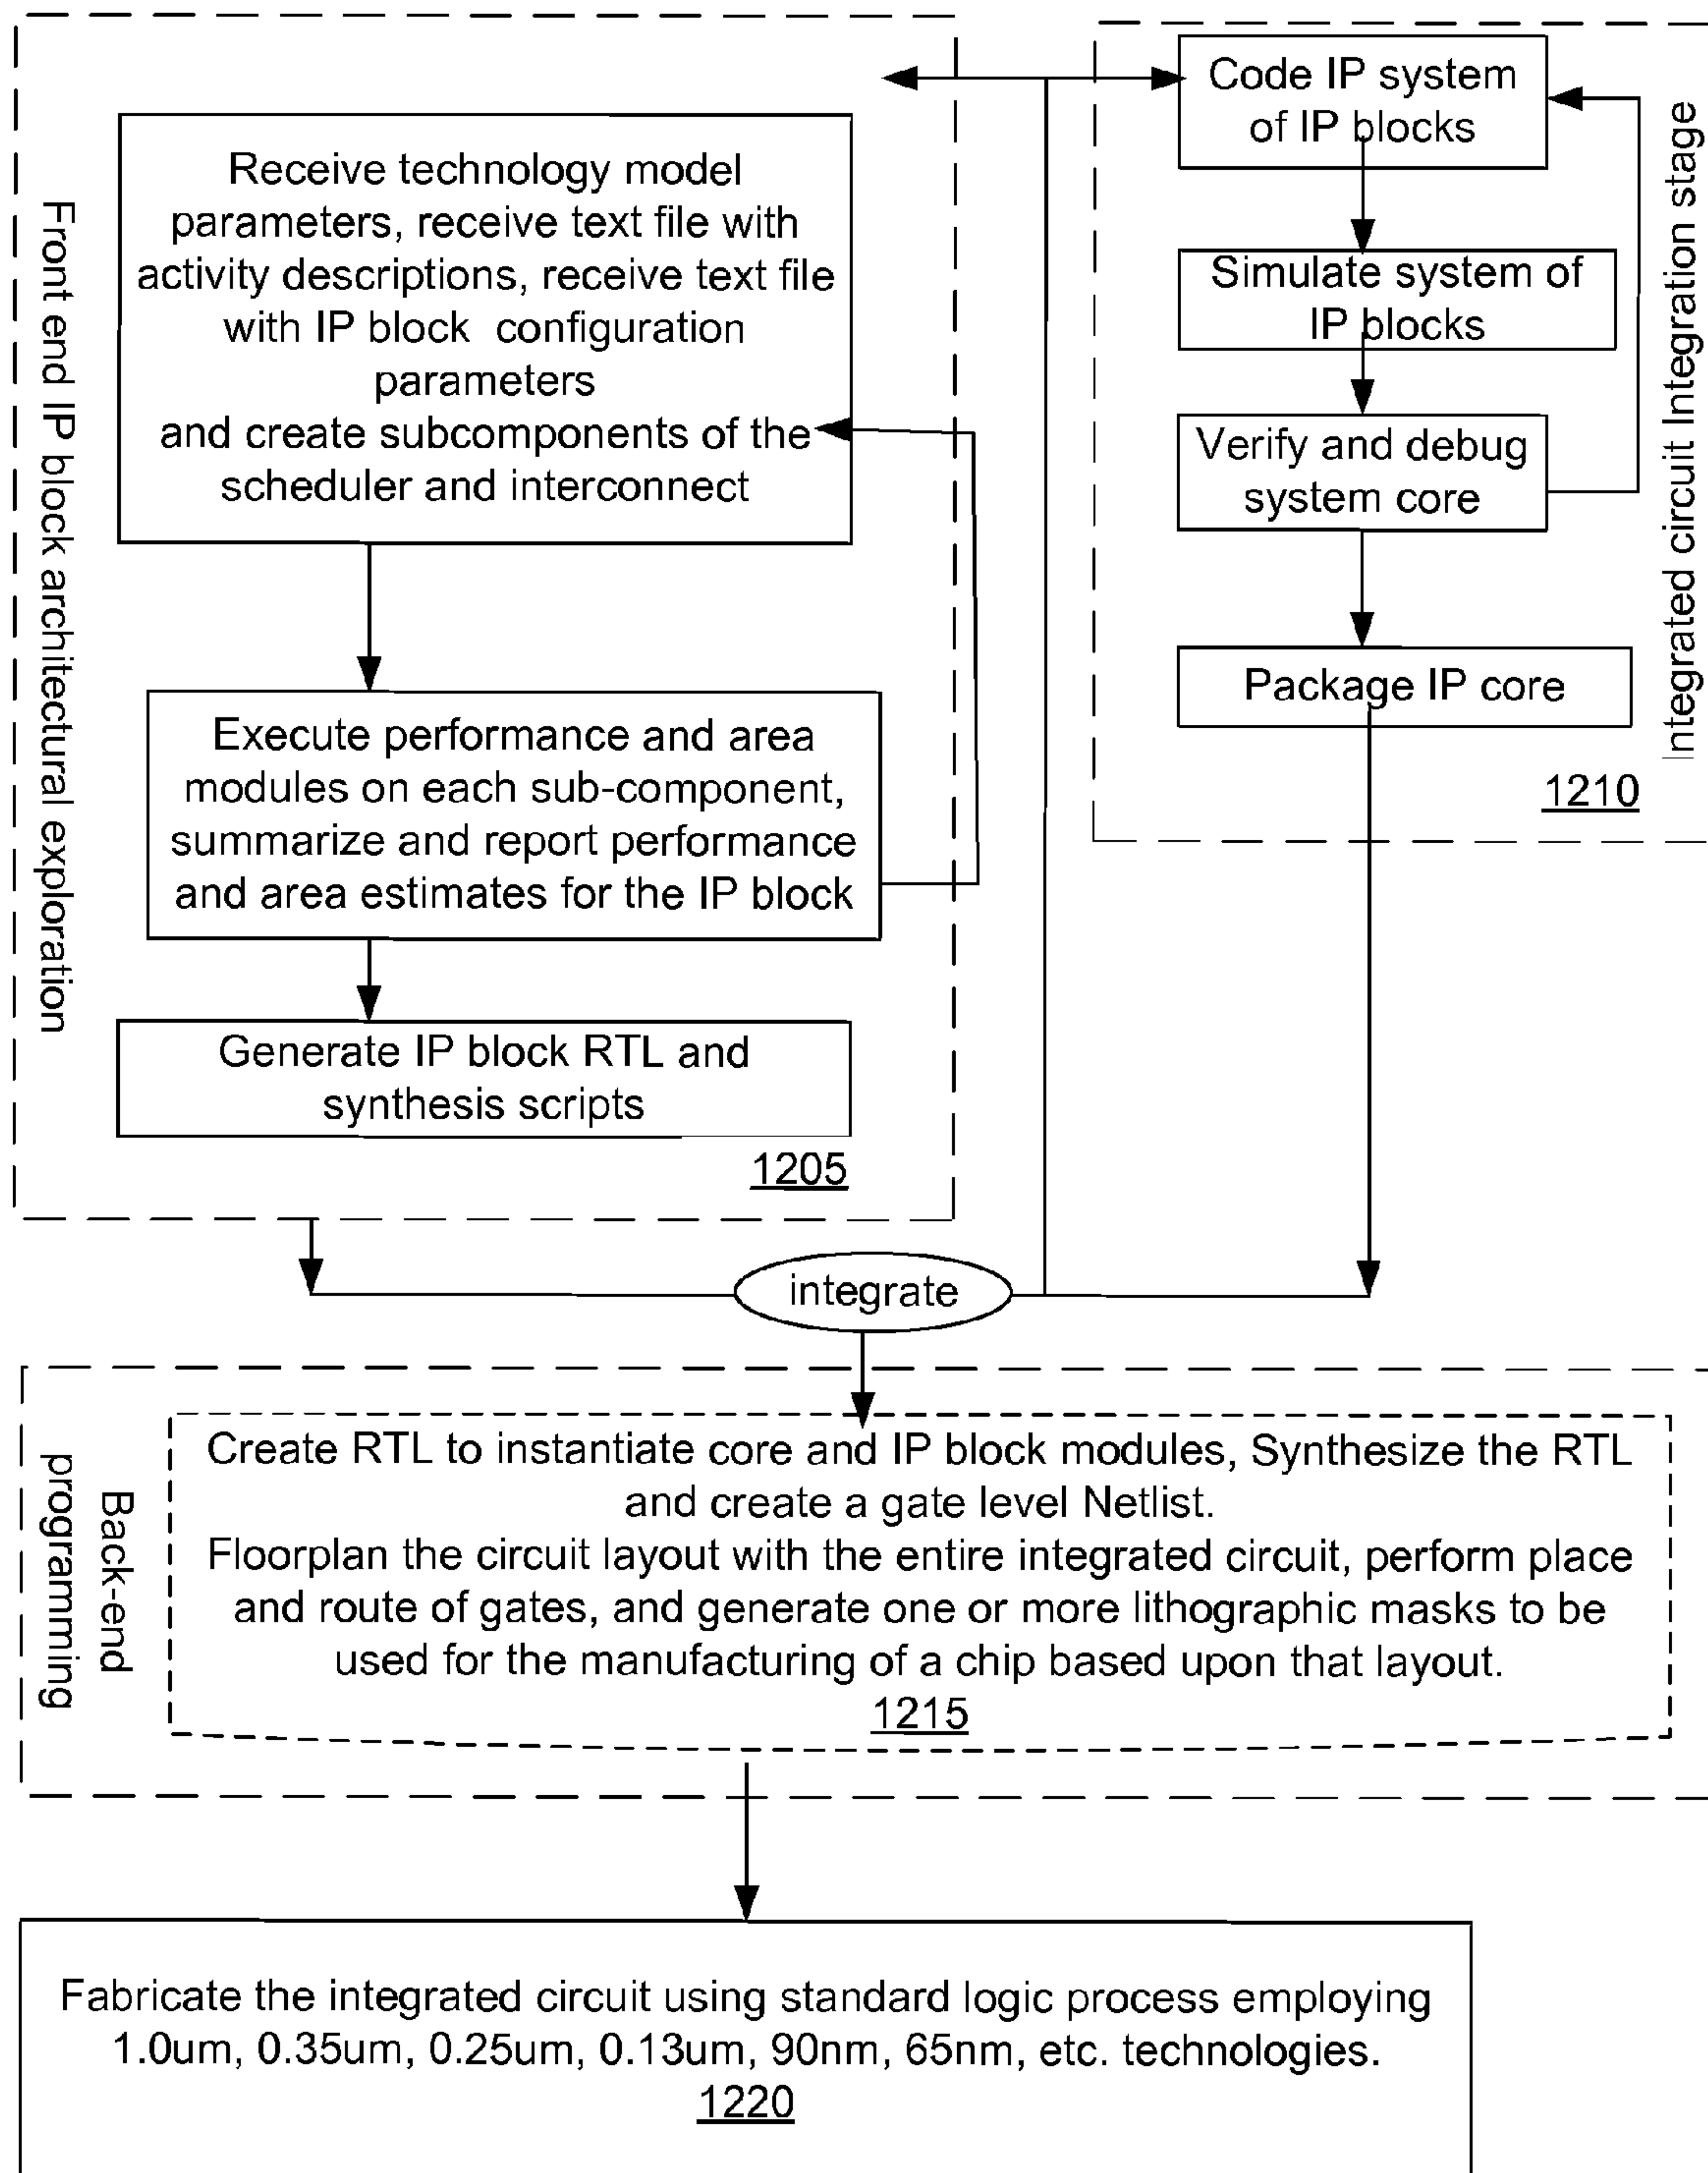 Front end IP block architectural exploration
Receive technology model
parameters, receive text file with
activity descriptions, receive text file
with IP block configuration
parameters
and create subcomponents of the
scheduler and interconnect
Execute performance and area
modules on each sub-component,
summarize and report performance
and area estimates for the IP block
Generate IP block RTL and
synthesis scripts
1205
Code IP system
of IP blocks
Simulate system of
IP blocks
Verify and debug
system core
Package IP core
1210
Integrated circuit Integration stage
integrate
Back-end
programming
Create RTL to instantiate core and IP block modules, Synthesize the RTL
and create a gate level Netlist.
Floorplan the circuit layout with the entire integrated circuit, perform place
and route of gates, and generate one or more lithographic masks to be
used for the manufacturing of a chip based upon that layout.
1215
Fabricate the integrated circuit using standard logic process employing
1.0um, 0.35um, 0.25um, 0.13um, 90nm, 65nm, etc. technologies.
1220